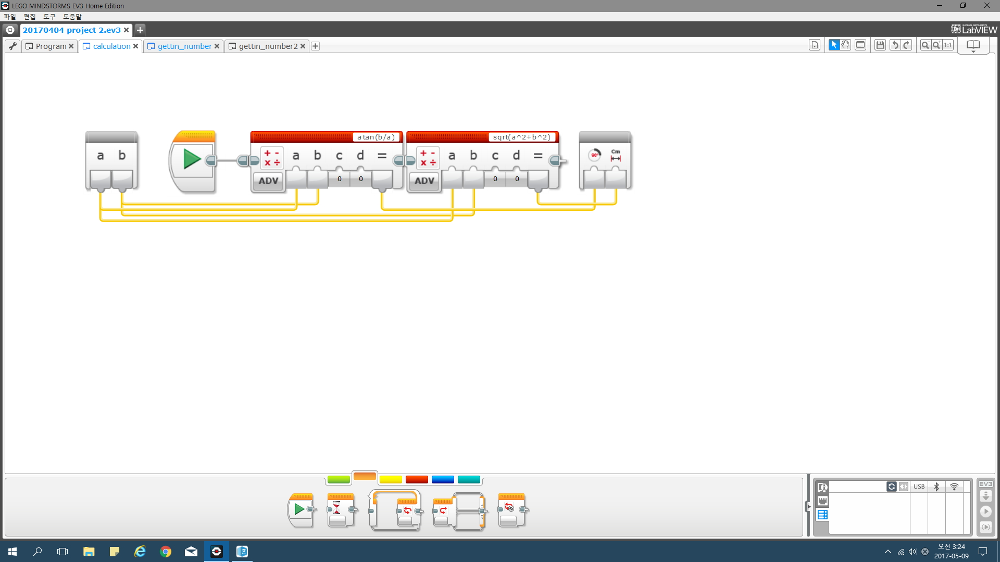 LEGO MINDSTORMS EV3 Home Edition
파일 편집 도구 도움말
20170404 project 2.ev3
NATIONAL INSTRUMENTS
LabVIEW
Program calculation gettin_number gettin_number2
1:1
atan(b/a) sqrt(a^2+b^2)
a b a b c d = a b c d = 90° Cm
ADV 0 0 ADV 0 0
USB EV3
오전 3:24
2017-05-09